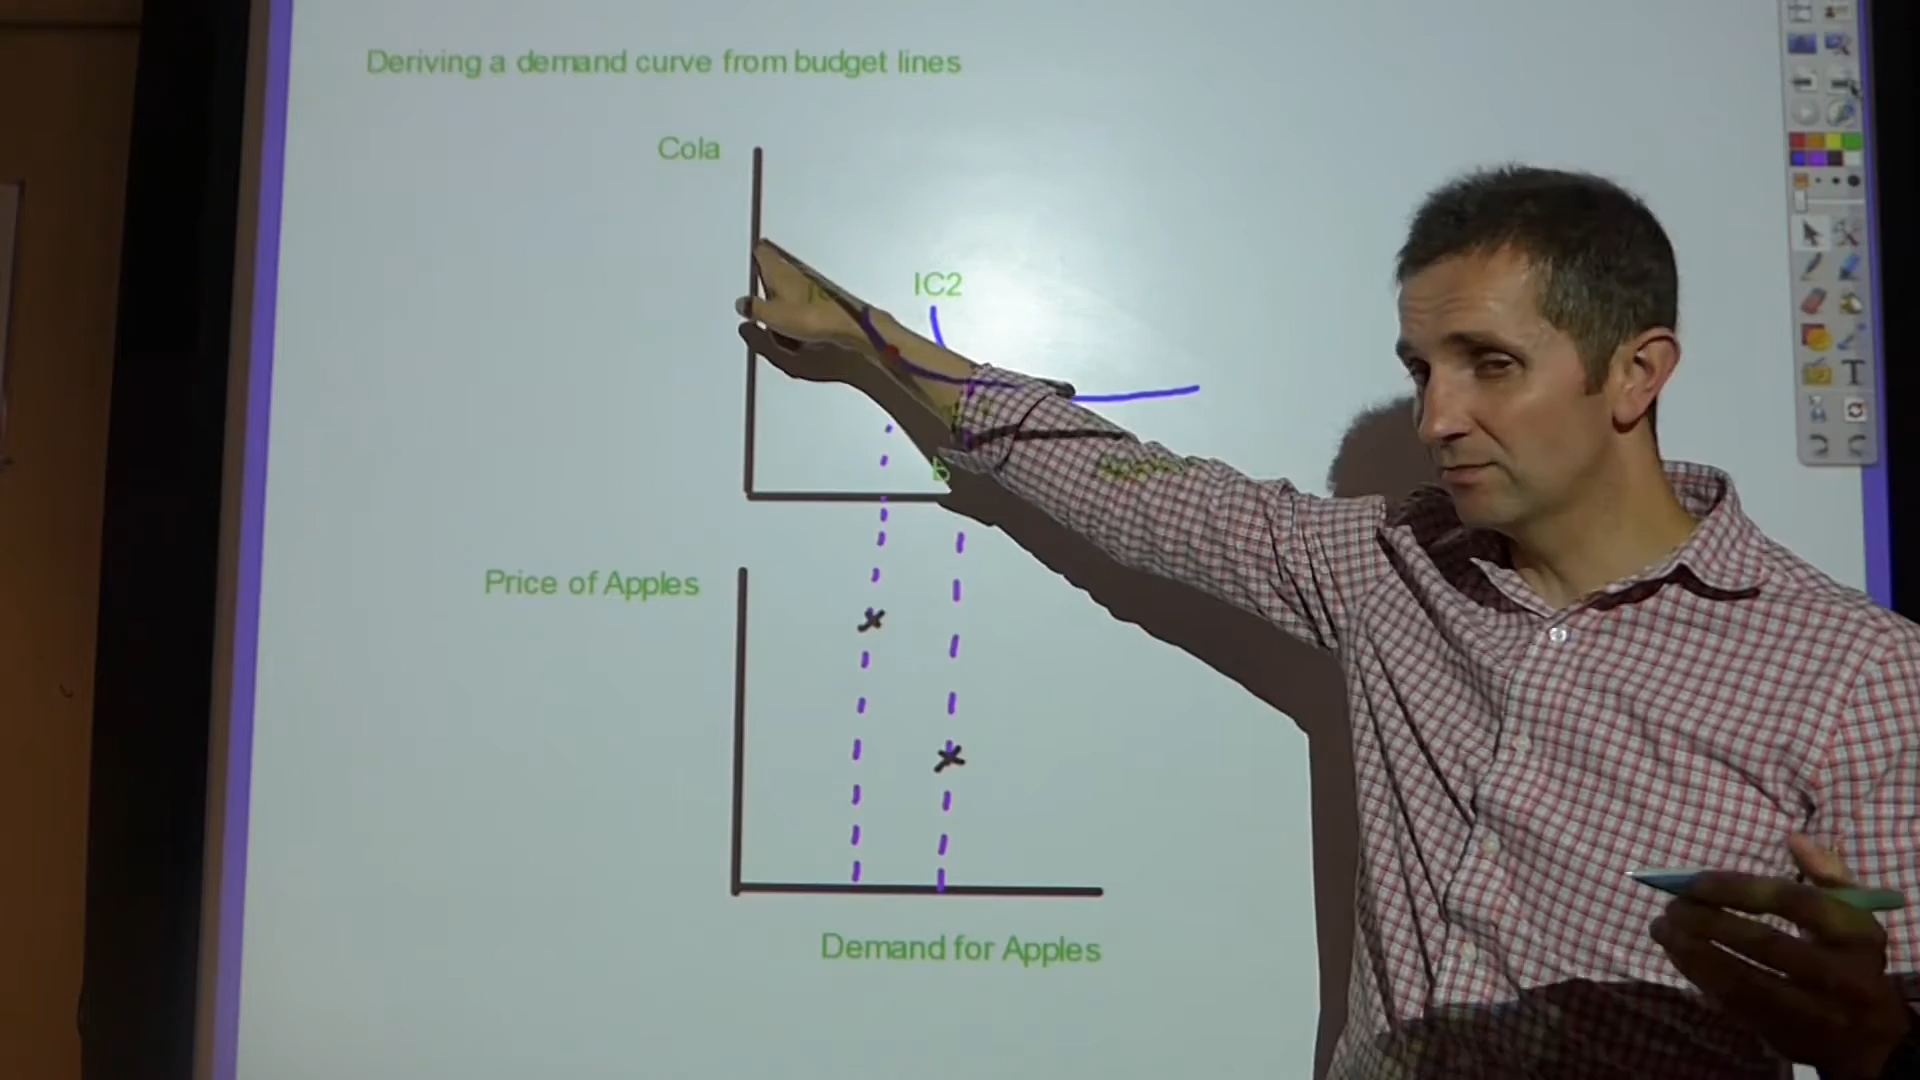 Deriving a demand curve from budget lines
Cola
IC2
Price of Apples
Demand for Apples